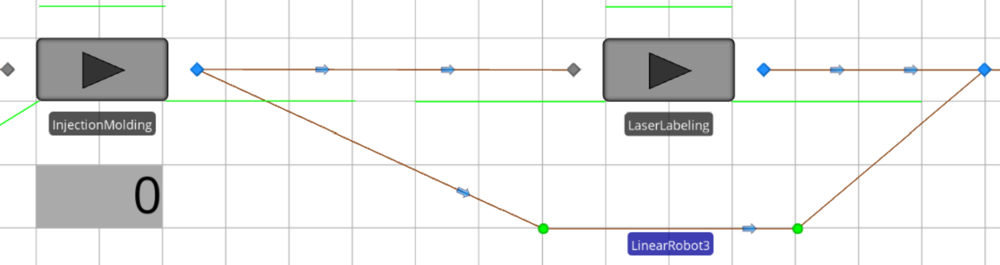 InjectionMolding
LaserLabeling
0
LinearRobot3